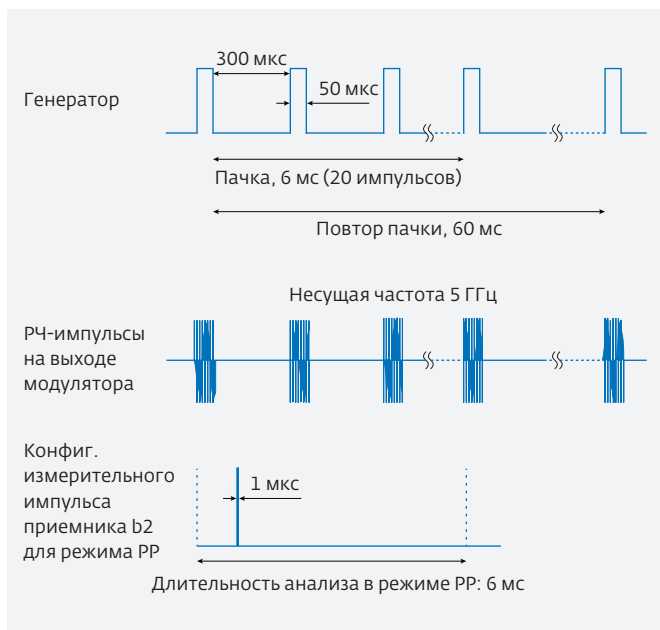 300 мкс
Генератор
50 мкс
Пачка, 6 мс (20 импульсов)
Повтор пачки, 60 мс
Несущая частота 5 ГГц
РЧ-импульсы
на выходе
модулятора
Конфиг.
измерительного
импульса
приемника b2
для режима PP
1 мкс
Длительность анализа в режиме PP: 6 мс